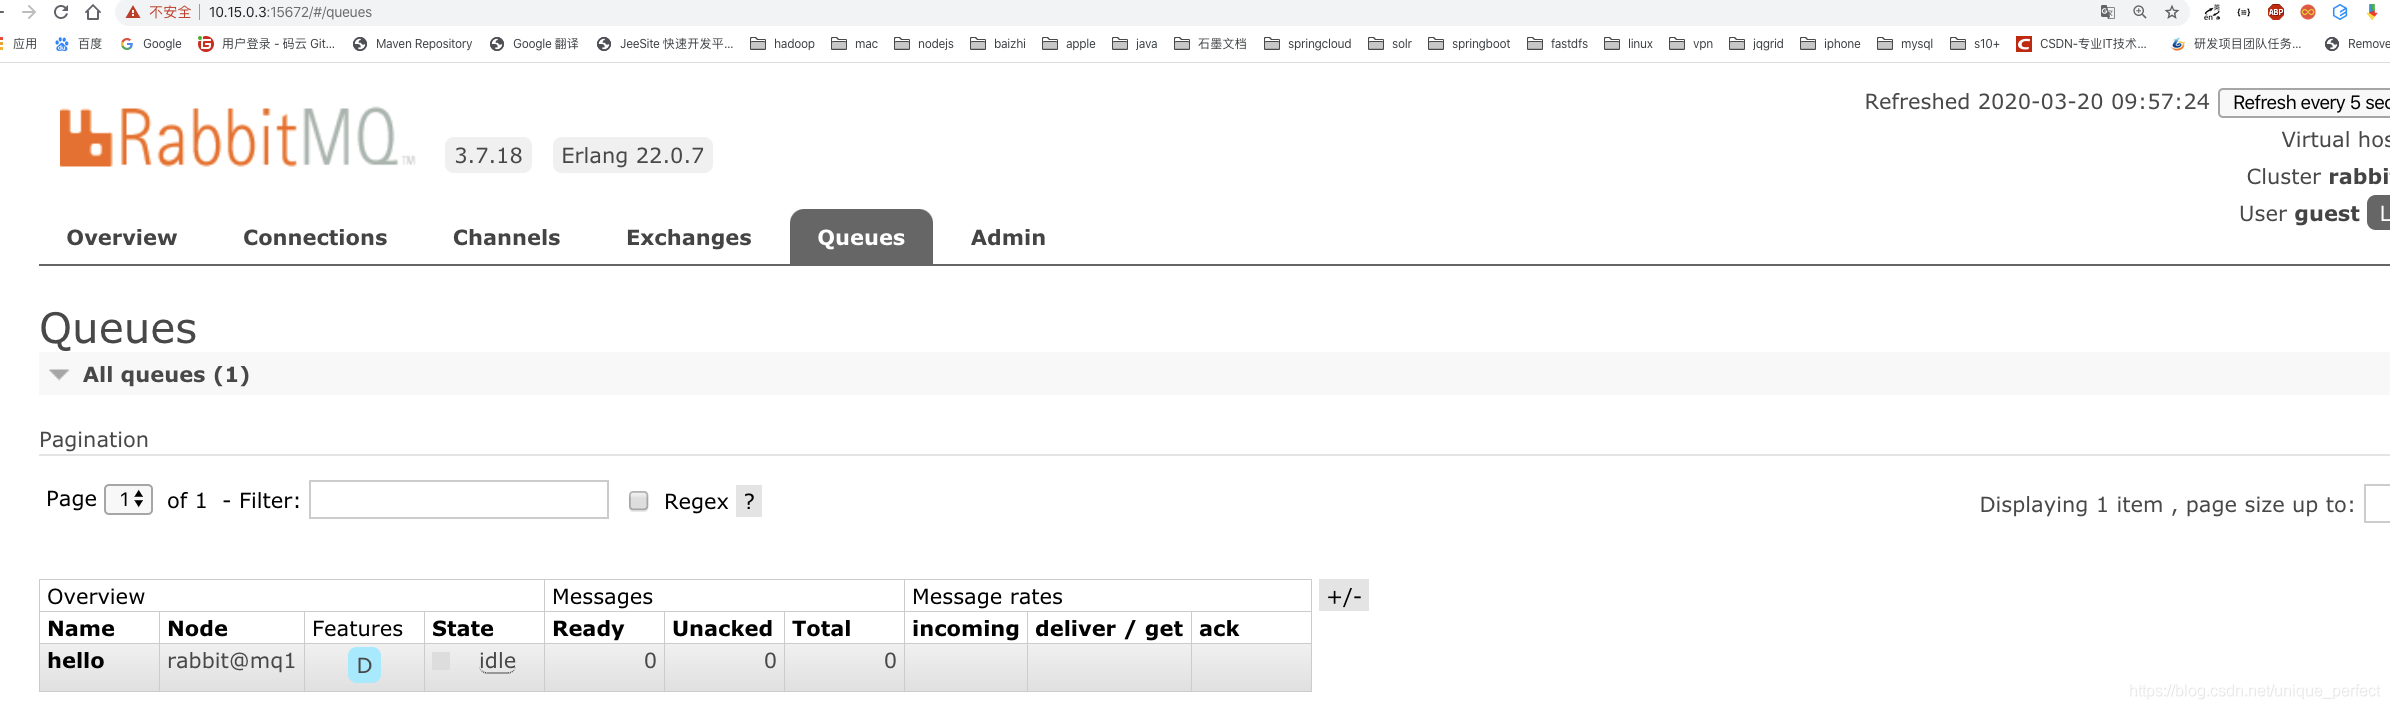 不安全 10.15.0.3:15672/#/queues
应用 百度 Google 用户登录 - 码云 Git... Maven Repository Google 翻译 JeeSite 快速开发平... hadoop mac nodejs baizhi apple java 石墨文档 springcloud solr springboot fastdfs linux vpn jqgrid iphone mysql s10+ CSDN-专业IT技术... 研发项目团队任务... Remove
RabbitMQ TM 3.7.18 Erlang 22.0.7
Refreshed 2020-03-20 09:57:24 Refresh every 5 sec
Virtual hos
Cluster rabbi
User guest L
Overview Connections Channels Exchanges Queues Admin
Queues
All queues (1)
Pagination
Page 1 of 1 - Filter: Regex ? Displaying 1 item , page size up to:
Overview Messages Message rates +/-
Name Node Features State Ready Unacked Total incoming deliver / get ack
hello rabbit@mq1 D idle 0 0 0
https://blog.csdn.net/unique_perfect